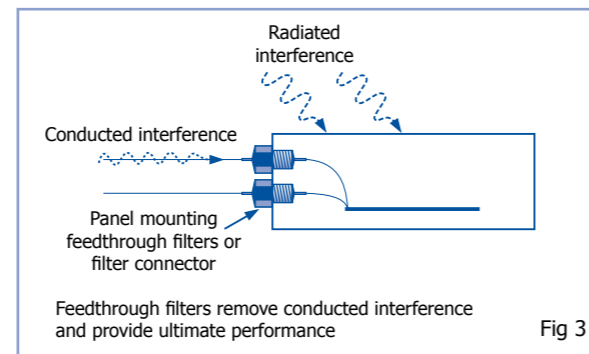 Radiated
interference
Conducted interference
Panel mounting
feedthrough filters or
filter connector
Feedthrough filters remove conducted interference
and provide ultimate performance
Fig 3